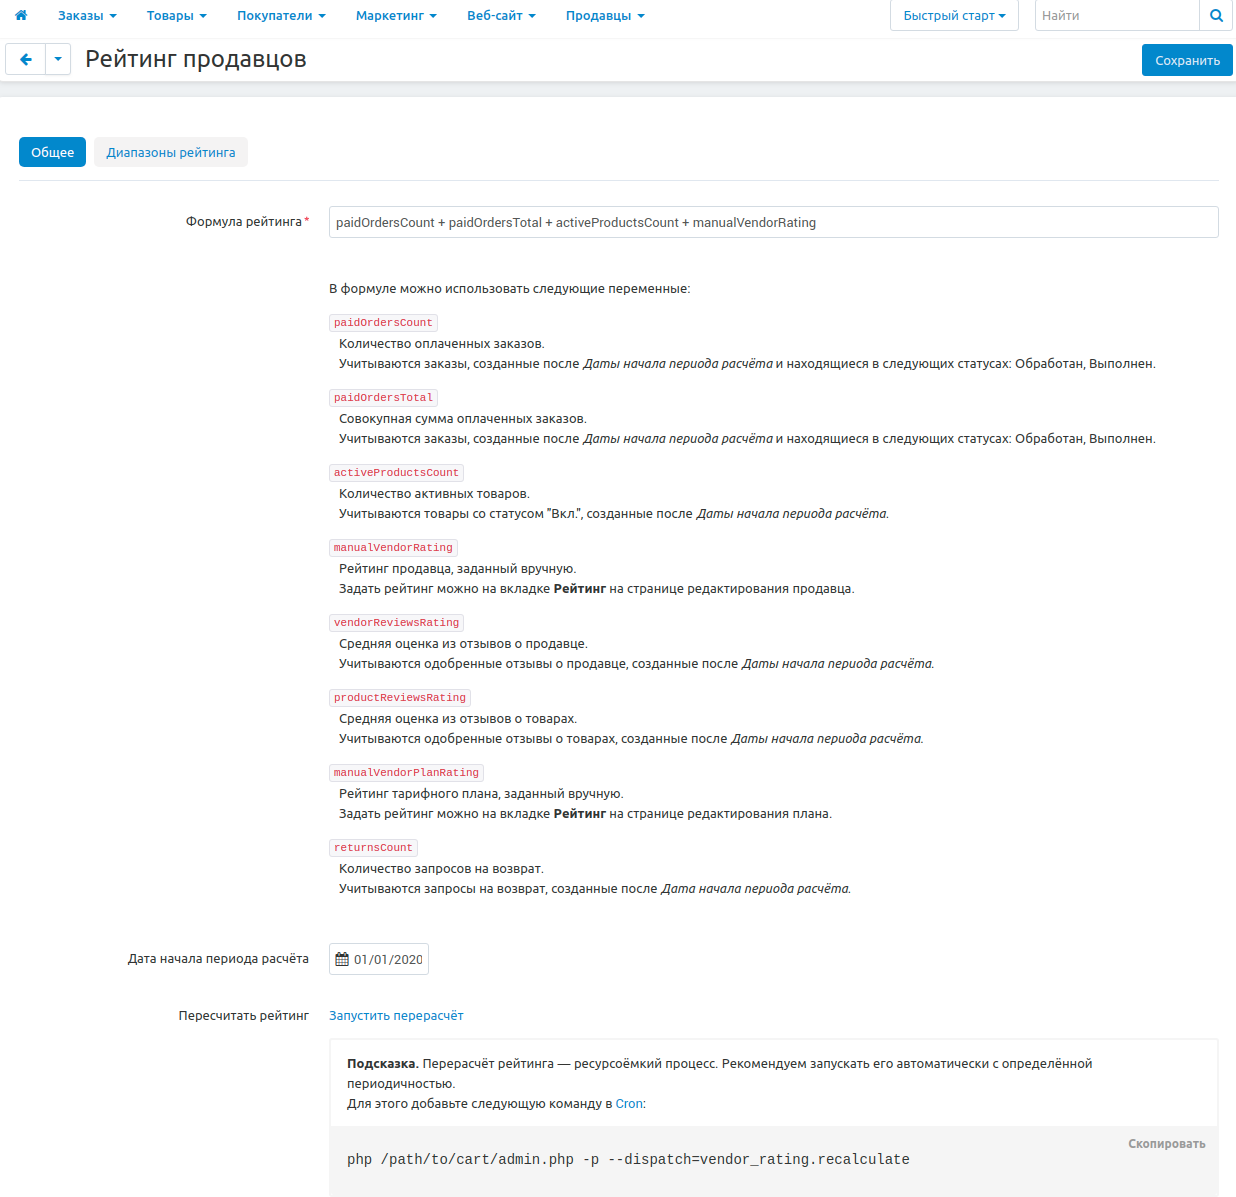 Заказы Товары Покупатели Маркетинг Веб-сайт Продавцы Быстрый старт Найти
Рейтинг продавцов Сохранить
Общее Диапазоны рейтинга
Формула рейтинга* paidOrdersCount + paidOrdersTotal + activeProductsCount + manualVendorRating
В формуле можно использовать следующие переменные:
paidOrdersCount
Количество оплаченных заказов.
Учитываются заказы, созданные после Даты начала периода расчёта и находящиеся в следующих статусах: Обработан, Выполнен.
paidOrdersTotal
Совокупная сумма оплаченных заказов.
Учитываются заказы, созданные после Даты начала периода расчёта и находящиеся в следующих статусах: Обработан, Выполнен.
activeProductsCount
Количество активных товаров.
Учитываются товары со статусом "Вкл.", созданные после Даты начала периода расчёта.
manualVendorRating
Рейтинг продавца, заданный вручную.
Задать рейтинг можно на вкладке Рейтинг на странице редактирования продавца.
vendorReviewsRating
Средняя оценка из отзывов о продавце.
Учитываются одобренные отзывы о продавце, созданные после Даты начала периода расчёта.
productReviewsRating
Средняя оценка из отзывов о товарах.
Учитываются одобренные отзывы о товарах, созданные после Даты начала периода расчёта.
manualVendorPlanRating
Рейтинг тарифного плана, заданный вручную.
Задать рейтинг можно на вкладке Рейтинг на странице редактирования плана.
returnsCount
Количество запросов на возврат.
Учитываются запросы на возврат, созданные после Дата начала периода расчёта.
Дата начала периода расчёта 01/01/2020
Пересчитать рейтинг Запустить перерасчёт
Подсказка. Перерасчёт рейтинга — ресурсоёмкий процесс. Рекомендуем запускать его автоматически с определённой
периодичностью.
Для этого добавьте следующую команду в Cron:
Скопировать
php /path/to/cart/admin.php -p --dispatch=vendor_rating.recalculate